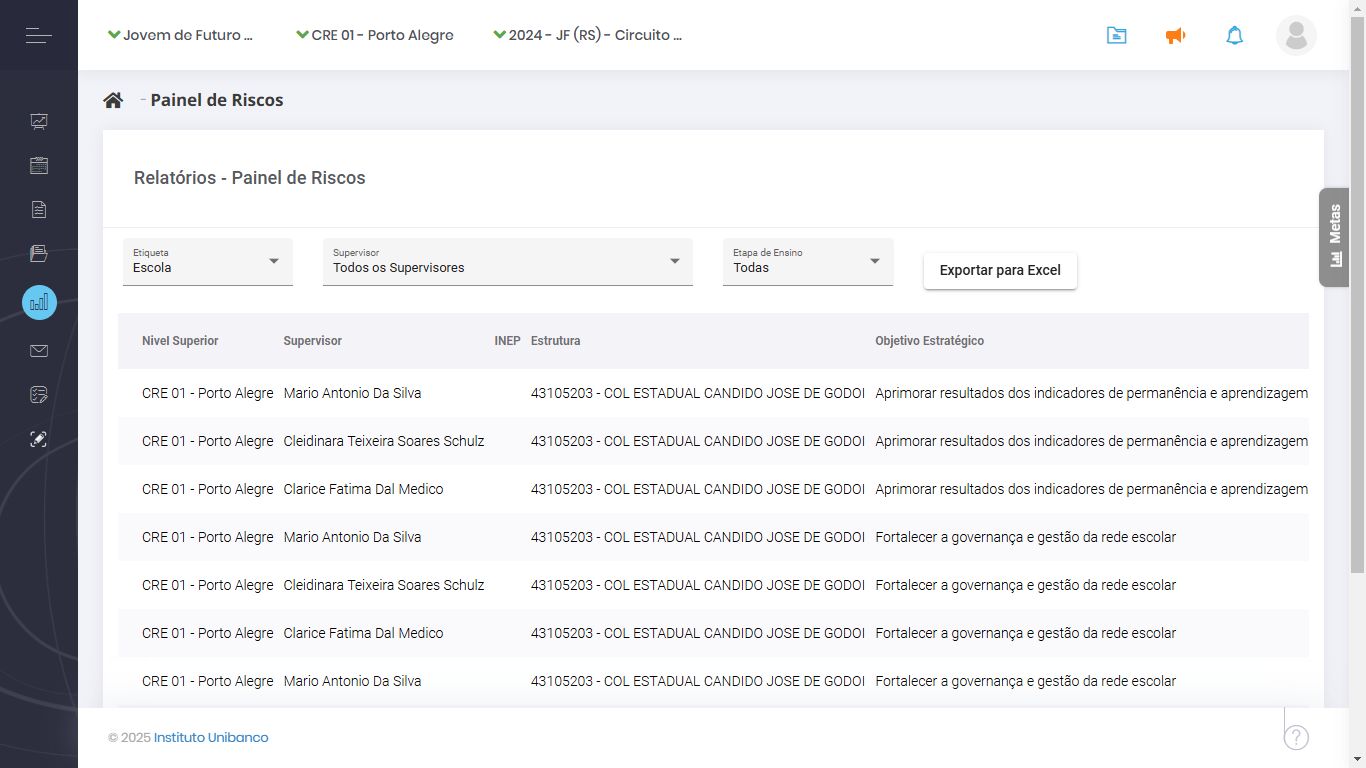 Jovem de Futuro ... CRE 01 - Porto Alegre 2024 - JF (RS) - Circuito ...
- Painel de Riscos
Relatórios - Painel de Riscos
Metas
Etiqueta Supervisor Etapa de Ensino
Escola Todos os Supervisores Todas
Exportar para Excel
Nivel Superior Supervisor INEP Estrutura Objetivo Estratégico
CRE 01 - Porto Alegre Mario Antonio Da Silva 43105203 - COL ESTADUAL CANDIDO JOSE DE GODOI Aprimorar resultados dos indicadores de permanência e aprendizagem
CRE 01 - Porto Alegre Cleidinara Teixeira Soares Schulz 43105203 - COL ESTADUAL CANDIDO JOSE DE GODOI Aprimorar resultados dos indicadores de permanência e aprendizagem
CRE 01 - Porto Alegre Clarice Fatima Dal Medico 43105203 - COL ESTADUAL CANDIDO JOSE DE GODOI Aprimorar resultados dos indicadores de permanência e aprendizagem
CRE 01 - Porto Alegre Mario Antonio Da Silva 43105203 - COL ESTADUAL CANDIDO JOSE DE GODOI Fortalecer a governança e gestão da rede escolar
CRE 01 - Porto Alegre Cleidinara Teixeira Soares Schulz 43105203 - COL ESTADUAL CANDIDO JOSE DE GODOI Fortalecer a governança e gestão da rede escolar
CRE 01 - Porto Alegre Clarice Fatima Dal Medico 43105203 - COL ESTADUAL CANDIDO JOSE DE GODOI Fortalecer a governança e gestão da rede escolar
CRE 01 - Porto Alegre Mario Antonio Da Silva 43105203 - COL ESTADUAL CANDIDO JOSE DE GODOI Fortalecer a governança e gestão da rede escolar
© 2025 Instituto Unibanco ?